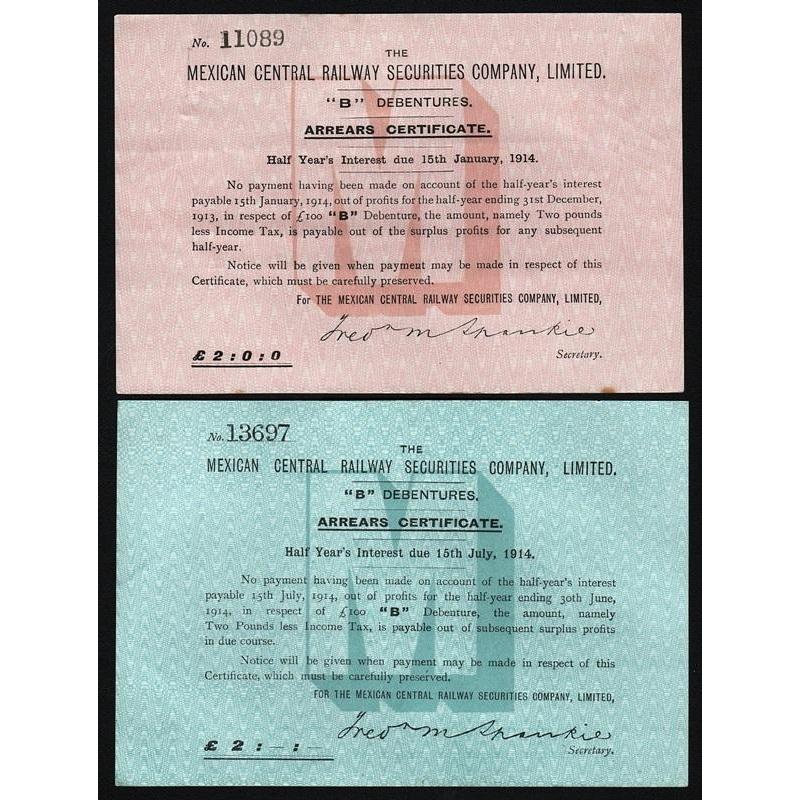 No. 11089
THE
MEXICAN CENTRAL RAILWAY SECURITIES COMPANY, LIMITED.
"B" DEBENTURES.
ARREARS CERTIFICATE.
Half Year's Interest due 15th January, 1914.
No payment having been made on account of the half-year's interest
payable 15th January, 1914, out of profits for the half-year ending 31st December,
1913, in respect of £100 "B" Debenture, the amount, namely Two pounds
less Income Tax, is payable out of the surplus profits for any subsequent
half-year.
Notice will be given when payment may be made in respect of this
Certificate, which must be carefully preserved.
For THE MEXICAN CENTRAL RAILWAY SECURITIES COMPANY, LIMITED,
Fredk M Spankie
£2:0:0
Secretary.
M
No. 13697
THE
MEXICAN CENTRAL RAILWAY SECURITIES COMPANY, LIMITED.
"B" DEBENTURES.
ARREARS CERTIFICATE.
Half Year's Interest due 15th July, 1914.
No payment having been made on account of the half-year's interest
payable 15th July, 1914, out of profits for the half-year ending 30th June,
1914, in respect of £100 "B" Debenture, the amount, namely
Two Pounds less Income Tax, is payable out of subsequent surplus profits
in due course.
Notice will be given when payment may be made in respect of this
Certificate, which must be carefully preserved.
FOR THE MEXICAN CENTRAL RAILWAY SECURITIES COMPANY, LIMITED,
Fredk M Spankie
£2:—:—
Secretary.
M